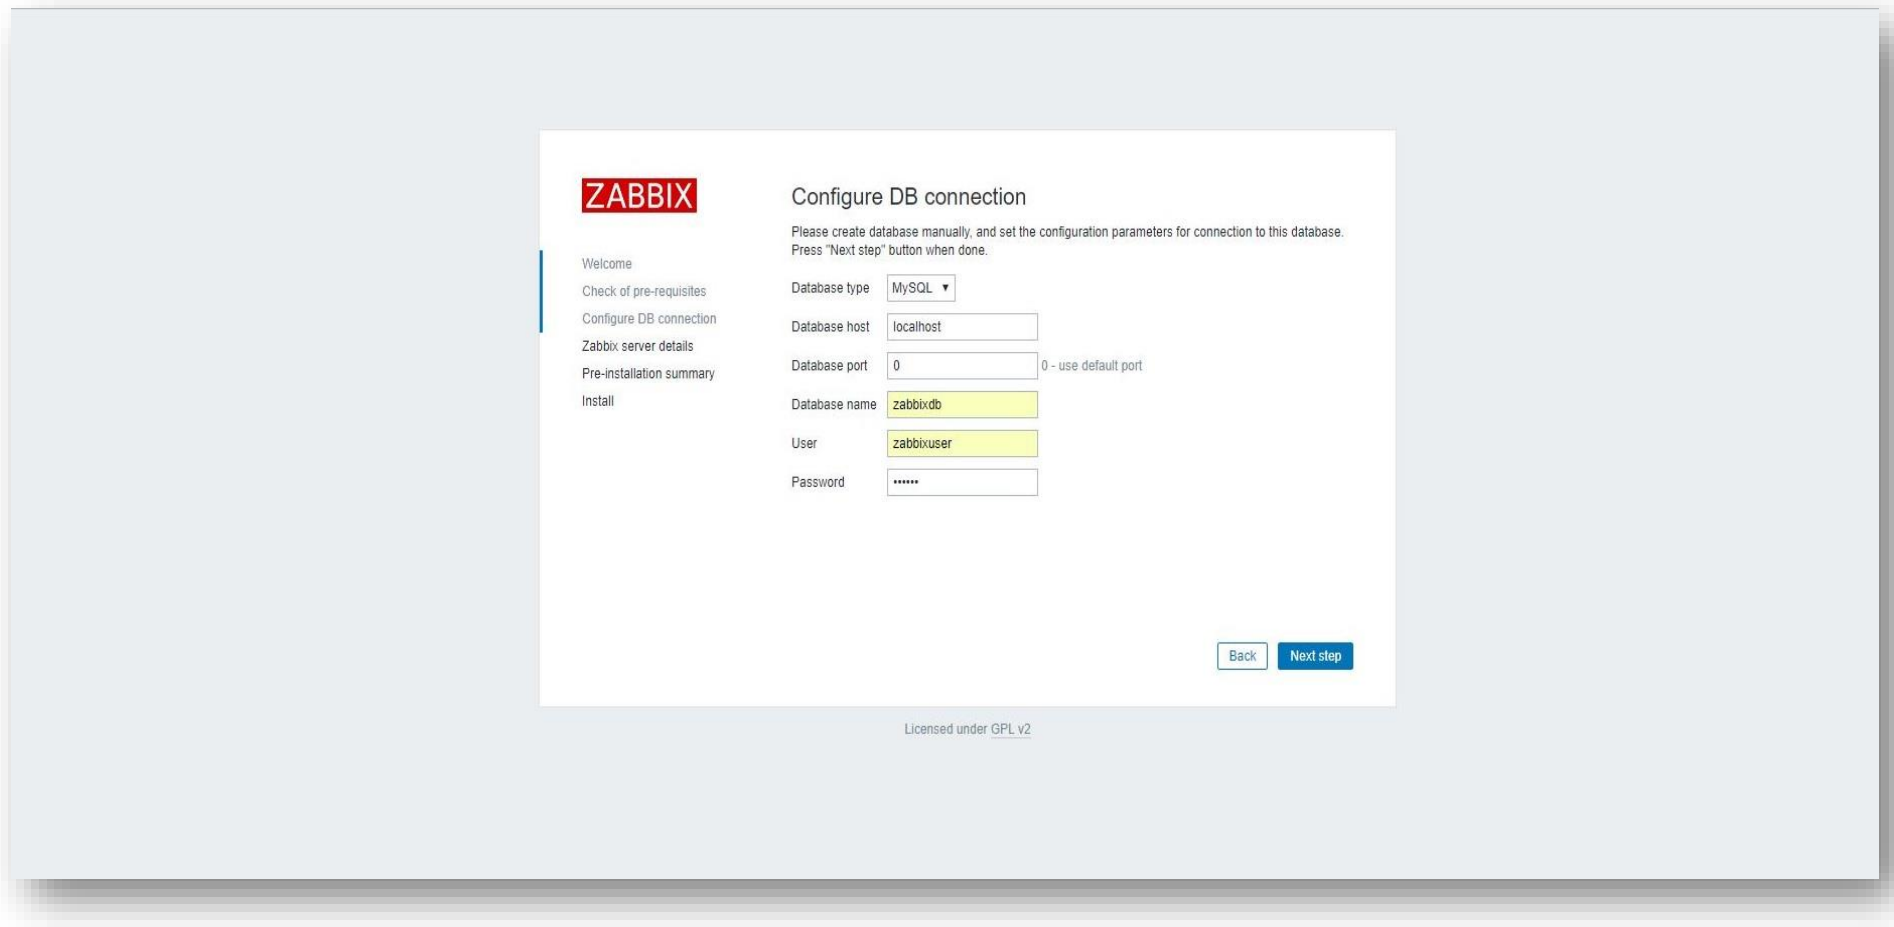 ZABBIX
Welcome
Check of pre-requisites
Configure DB connection
Zabbix server details
Pre-installation summary
Install
Configure DB connection
Please create database manually, and set the configuration parameters for connection to this database.
Press "Next step" button when done.
Database type MySQL ▼
Database host localhost
Database port 0 0 - use default port
Database name zabbixdb
User zabbixuser
Password ••••••
Back Next step
Licensed under GPL v2